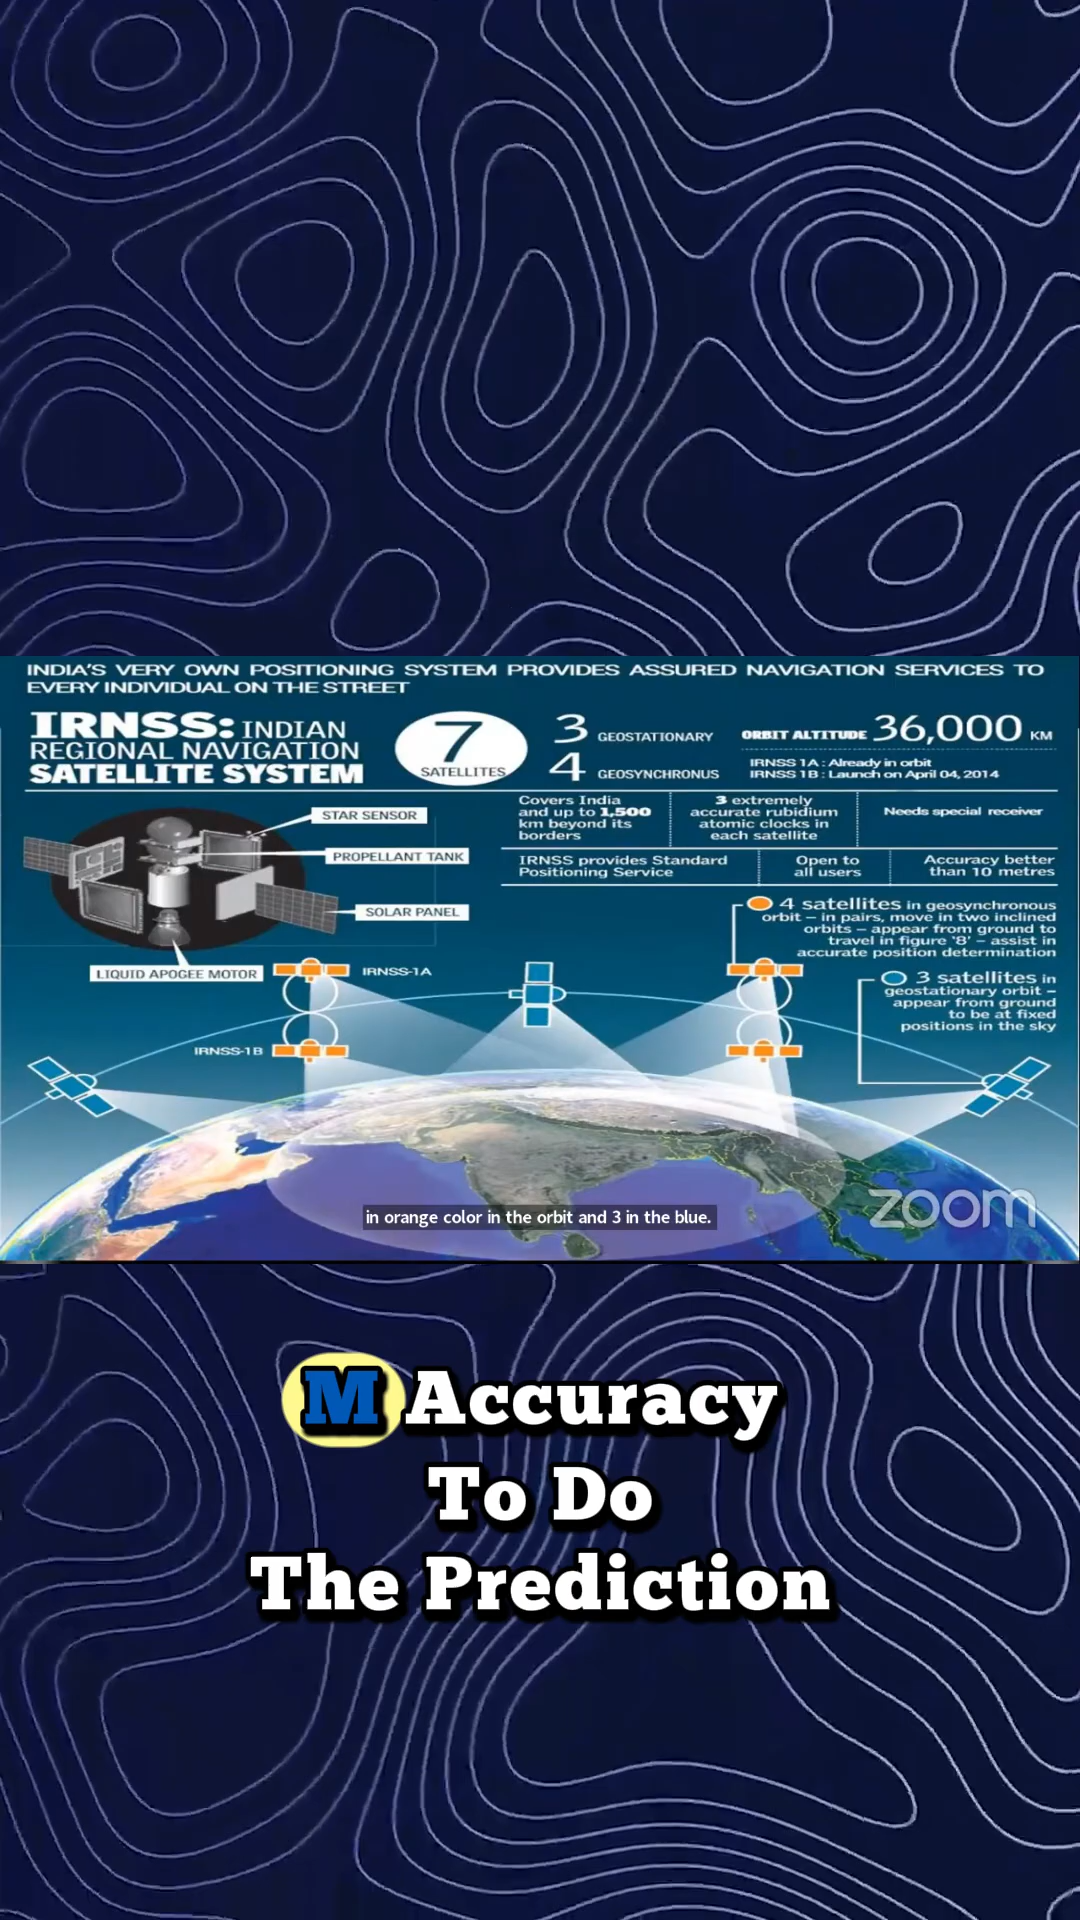 INDIA'S VERY OWN POSITIONING SYSTEM PROVIDES ASSURED NAVIGATION SERVICES TO
EVERY INDIVIDUAL ON THE STREET
IRNSS: INDIAN
REGIONAL NAVIGATION
SATELLITE SYSTEM
7
SATELLITES
3 GEOSTATIONARY
4 GEOSYNCHRONUS
ORBIT ALTITUDE 36,000 KM
IRNSS 1A : Already in orbit
IRNSS 1B : Launch on April 04, 2014
Covers India
and up to 1,500
km beyond its
borders
3 extremely
accurate rubidium
atomic clocks in
each satellite
Needs special receiver
IRNSS provides Standard
Positioning Service
Open to
all users
Accuracy better
than 10 metres
STAR SENSOR
PROPELLANT TANK
SOLAR PANEL
LIQUID APOGEE MOTOR
4 satellites in geosynchronous
orbit – in pairs, move in two inclined
orbits – appear from ground to
travel in figure '8' – assist in
accurate position determination
3 satellites in
geostationary orbit –
appear from ground
to be at fixed
positions in the sky
IRNSS-1A
IRNSS-1B
zoom
in orange color in the orbit and 3 in the blue.
M Accuracy
To Do
The Prediction